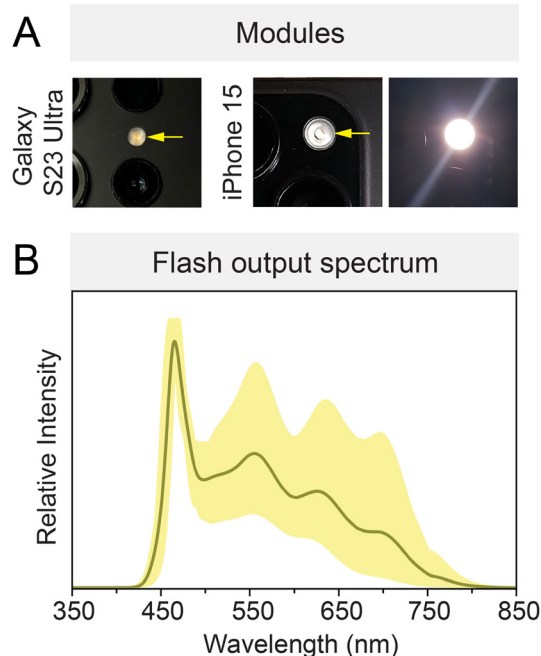 A
Modules
Galaxy
S23 Ultra
iPhone 15
B
Flash output spectrum
Relative Intensity
350
450
550
650
750
850
Wavelength (nm)